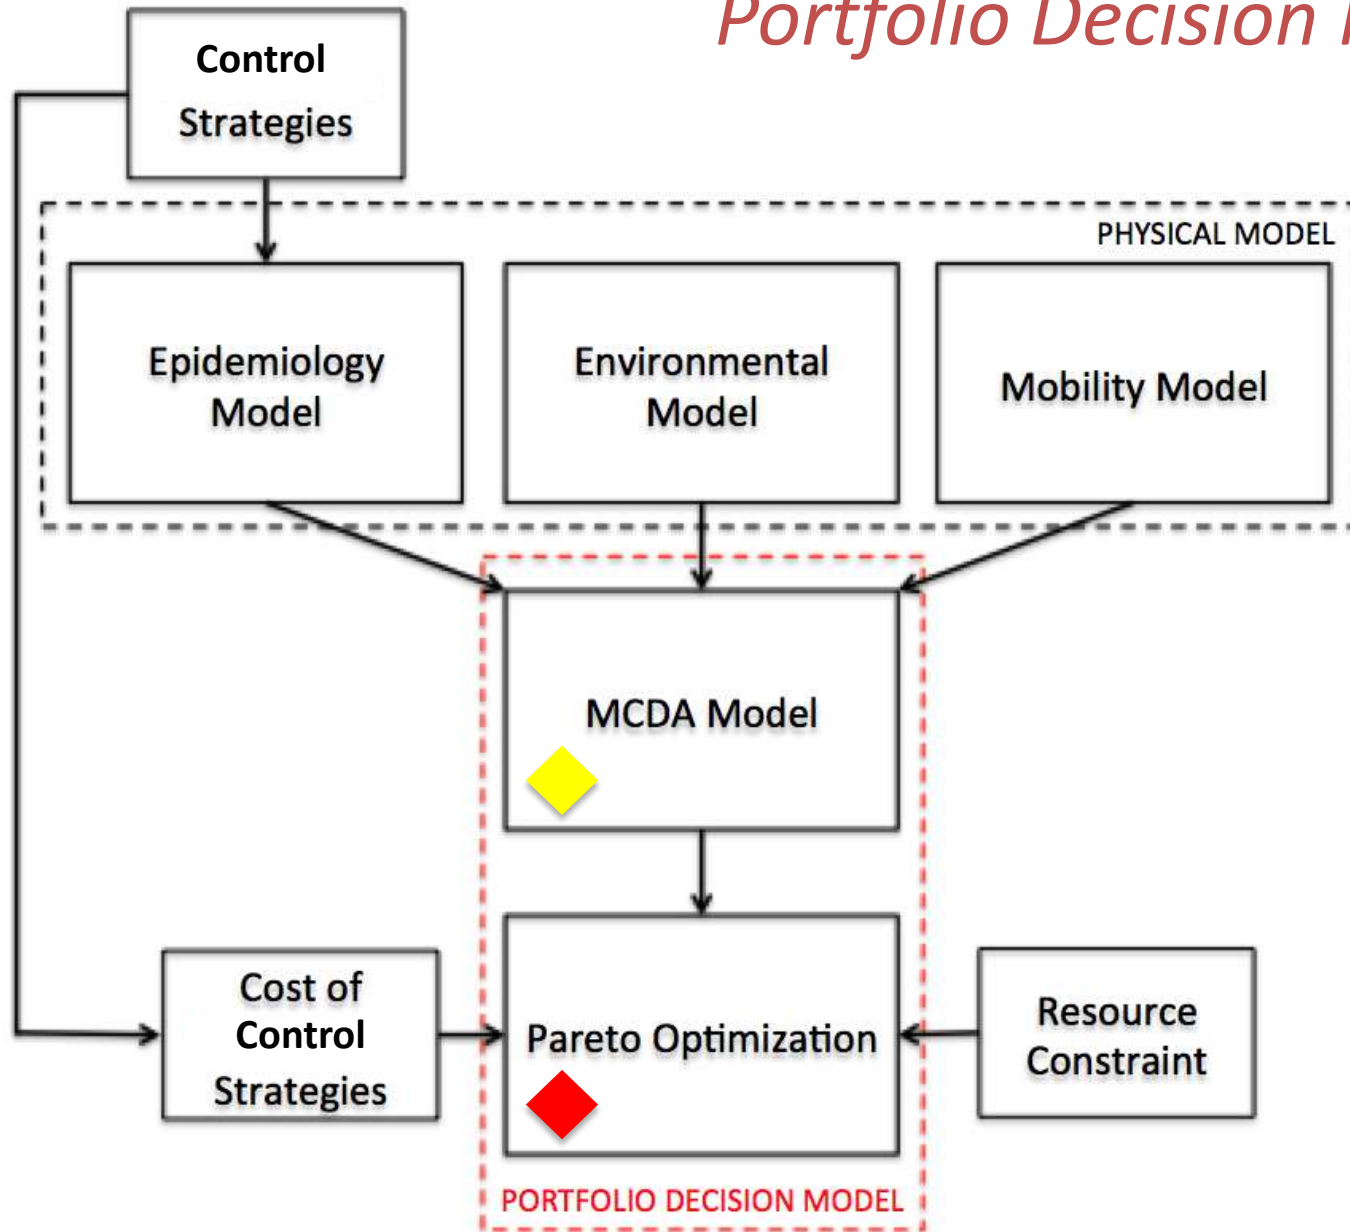 Portfolio Decision
Control
Strategies
PHYSICAL MODEL
Epidemiology
Model
Environmental
Model
Mobility Model
MCDA Model
Cost of
Control
Strategies
Pareto Optimization
Resource
Constraint
PORTFOLIO DECISION MODEL